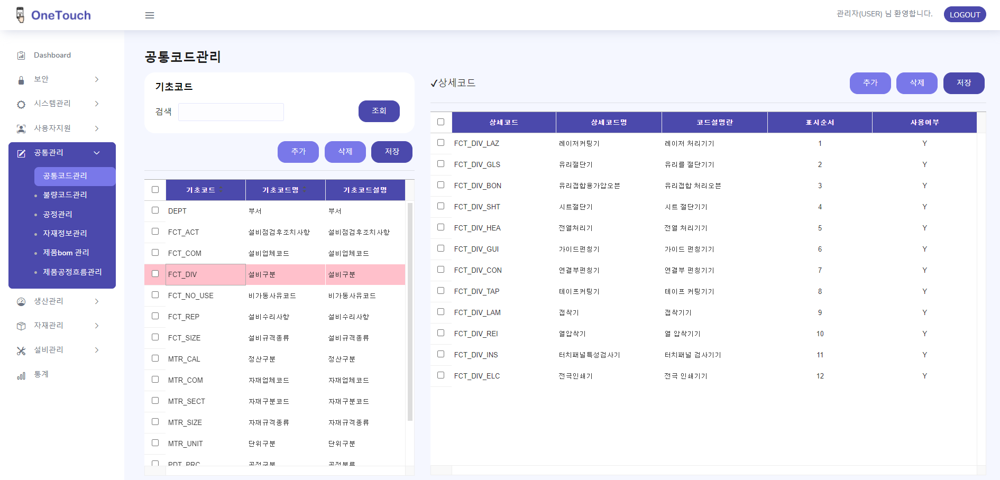 OneTouch
관리자(USER) 님 환영합니다.
LOGOUT
Dashboard
보안
시스템관리
사용자지원
공통관리
공통코드관리
불량코드관리
공정관리
자재정보관리
제품bom 관리
제품공정흐름관리
생산관리
자재관리
설비관리
통계
공통코드관리
기초코드
검색
조회
추가 삭제 저장
기초코드 기초코드명 기초코드설명
DEPT 부서 부서
FCT_ACT 설비점검후조치사항 설비점검후조치사항
FCT_COM 설비업체코드 설비업체코드
FCT_DIV 설비구분 설비구분
FCT_NO_USE 비가동사유코드 비가동사유코드
FCT_REP 설비수리사항 설비수리사항
FCT_SIZE 설비규격종류 설비규격종류
MTR_CAL 정산구분 정산구분
MTR_COM 자재업체코드 자재업체코드
MTR_SECT 자재구분코드 자재구분코드
MTR_SIZE 자재규격종류 자재규격종류
MTR_UNIT 단위구분 단위구분
PDT_PRC 공정구분 공정분류
✓상세코드
추가 삭제 저장
상세코드 상세코드명 코드설명란 표시순서 사용여부
FCT_DIV_LAZ 레이저커팅기 레이저 처리기기 1 Y
FCT_DIV_GLS 유리절단기 유리를 절단기기 2 Y
FCT_DIV_BON 유리접합용가압오븐 유리접합 처리오븐 3 Y
FCT_DIV_SHT 시트절단기 시트 절단기기 4 Y
FCT_DIV_HEA 전열처리기 전열 처리기기 5 Y
FCT_DIV_GUI 가이드펀칭기 가이드 펀칭기기 6 Y
FCT_DIV_CON 연결부펀칭기 연결부 펀칭기기 7 Y
FCT_DIV_TAP 테이프커팅기 테이프 커팅기기 8 Y
FCT_DIV_LAM 접착기 접착기기 9 Y
FCT_DIV_REI 열압착기 열 압착기기 10 Y
FCT_DIV_INS 터치패널특성검사기 터치패널 검사기기 11 Y
FCT_DIV_ELC 전극인쇄기 전극 인쇄기기 12 Y